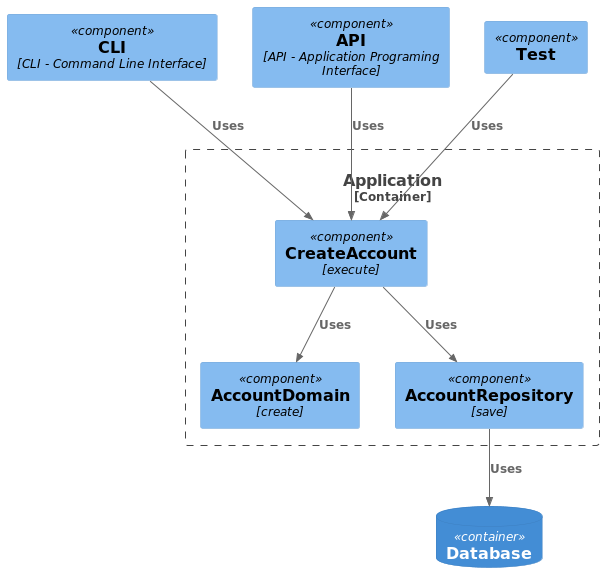 «component»
CLI
[CLI - Command Line Interface]
«component»
API
[API - Application Programing
Interface]
«component»
Test
Uses
Uses
Uses
Application
[Container]
«component»
CreateAccount
[execute]
Uses
Uses
«component»
AccountDomain
[create]
«component»
AccountRepository
[save]
Uses
«container»
Database